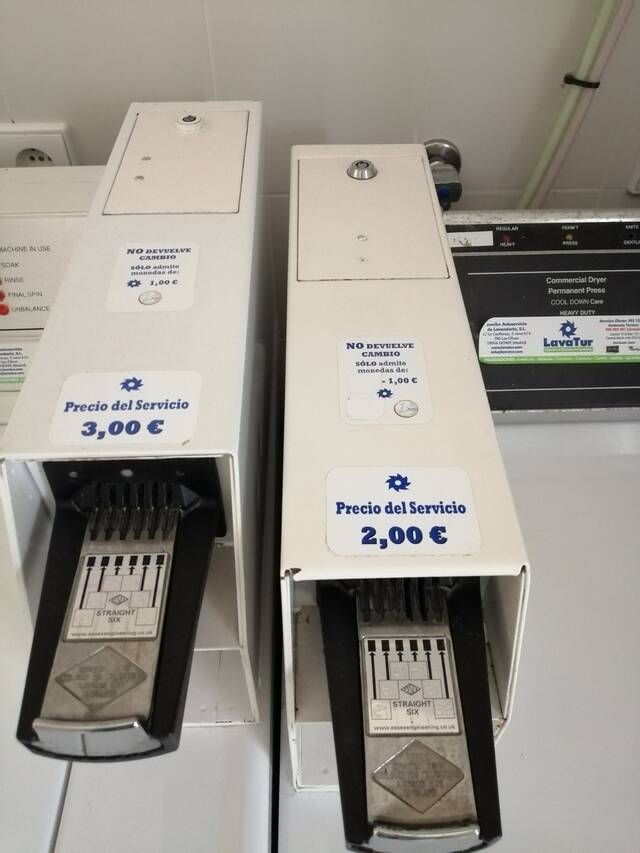 MACHINE IN USE
SOAK
RINSE
FINAL SPIN
UNBALANCE
NO DEVUELVE
CAMBIO
SÓLO admite
monedas de:
1,00 €
Precio del Servicio
3,00 €
STRAIGHT
SIX
www.essexengineering.co.uk
NO DEVUELVE
CAMBIO
SÓLO admite
monedas de:
- 1,00 €
Precio del Servicio
2,00 €
STRAIGHT
SIX
www.essexengineering.co.uk
REGULAR
HEAVY
PERM'T
PRESS
KNITS
Commercial Dryer
Permanent Press
COOL DOWN Care
HEAVY DUTY
LavaTur